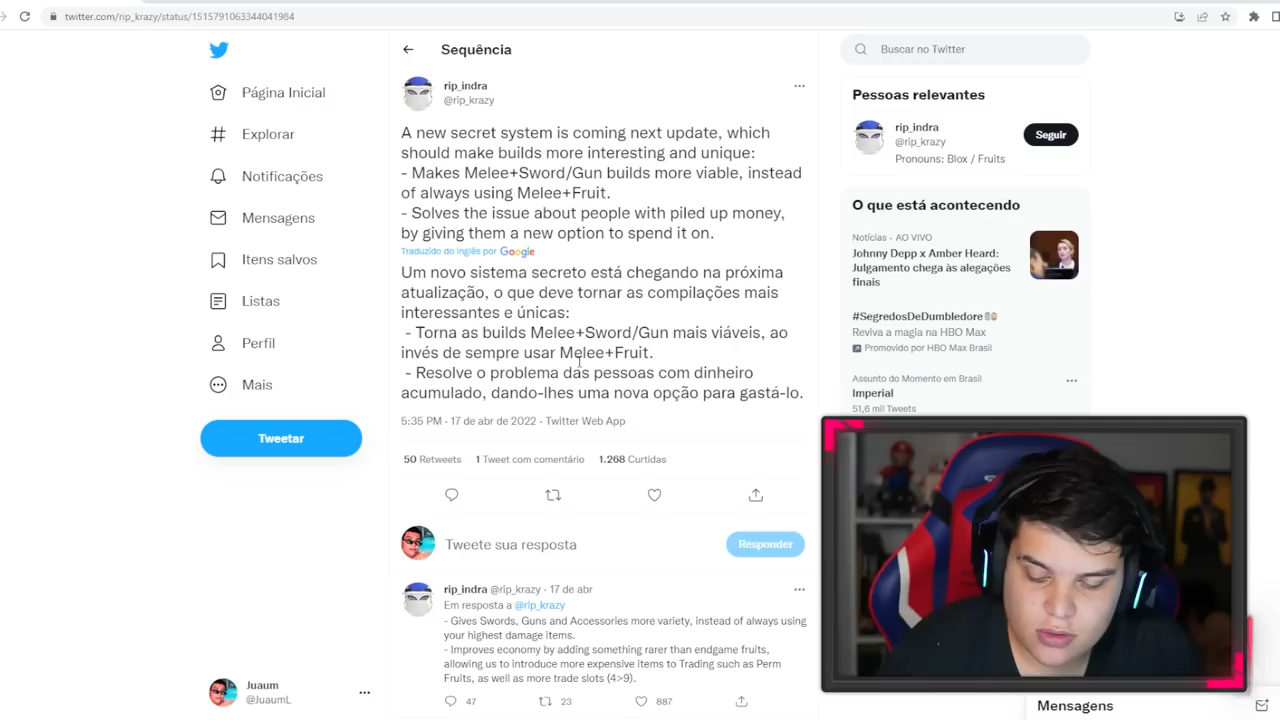 twitter.com/rip_krazy/status/1515791063344041984
Página Inicial
Explorar
Notificações
Mensagens
Itens salvos
Listas
Perfil
Mais
Tweetar
Juaum
@JuaumL
Sequência
rip_indra
@rip_krazy
A new secret system is coming next update, which
should make builds more interesting and unique:
- Makes Melee+Sword/Gun builds more viable, instead
of always using Melee+Fruit.
- Solves the issue about people with piled up money,
by giving them a new option to spend it on.
Traduzido do inglês por Google
Um novo sistema secreto está chegando na próxima
atualização, o que deve tornar as compilações mais
interessantes e únicas:
- Torna as builds Melee+Sword/Gun mais viáveis, ao
invés de sempre usar Melee+Fruit.
- Resolve o problema das pessoas com dinheiro
acumulado, dando-lhes uma nova opção para gastá-lo.
5:35 PM · 17 de abr de 2022 · Twitter Web App
50 Retweets 1 Tweet com comentário 1.268 Curtidas
Tweete sua resposta
Responder
rip_indra @rip_krazy · 17 de abr
Em resposta a @rip_krazy
- Gives Swords, Guns and Accessories more variety, instead of always using
your highest damage items.
- Improves economy by adding something rarer than endgame fruits,
allowing us to introduce more expensive items to Trading such as Perm
Fruits, as well as more trade slots (4>9).
47 23 887
Buscar no Twitter
Pessoas relevantes
rip_indra
@rip_krazy
Seguir
Pronouns: Blox / Fruits
O que está acontecendo
Notícias · AO VIVO
Johnny Depp x Amber Heard:
Julgamento chega às alegações
finais
#SegredosDeDumbledore
Reviva a magia na HBO Max
Promovido por HBO Max Brasil
Assunto do Momento em Brasil
Imperial
51,6 mil Tweets
Mensagens